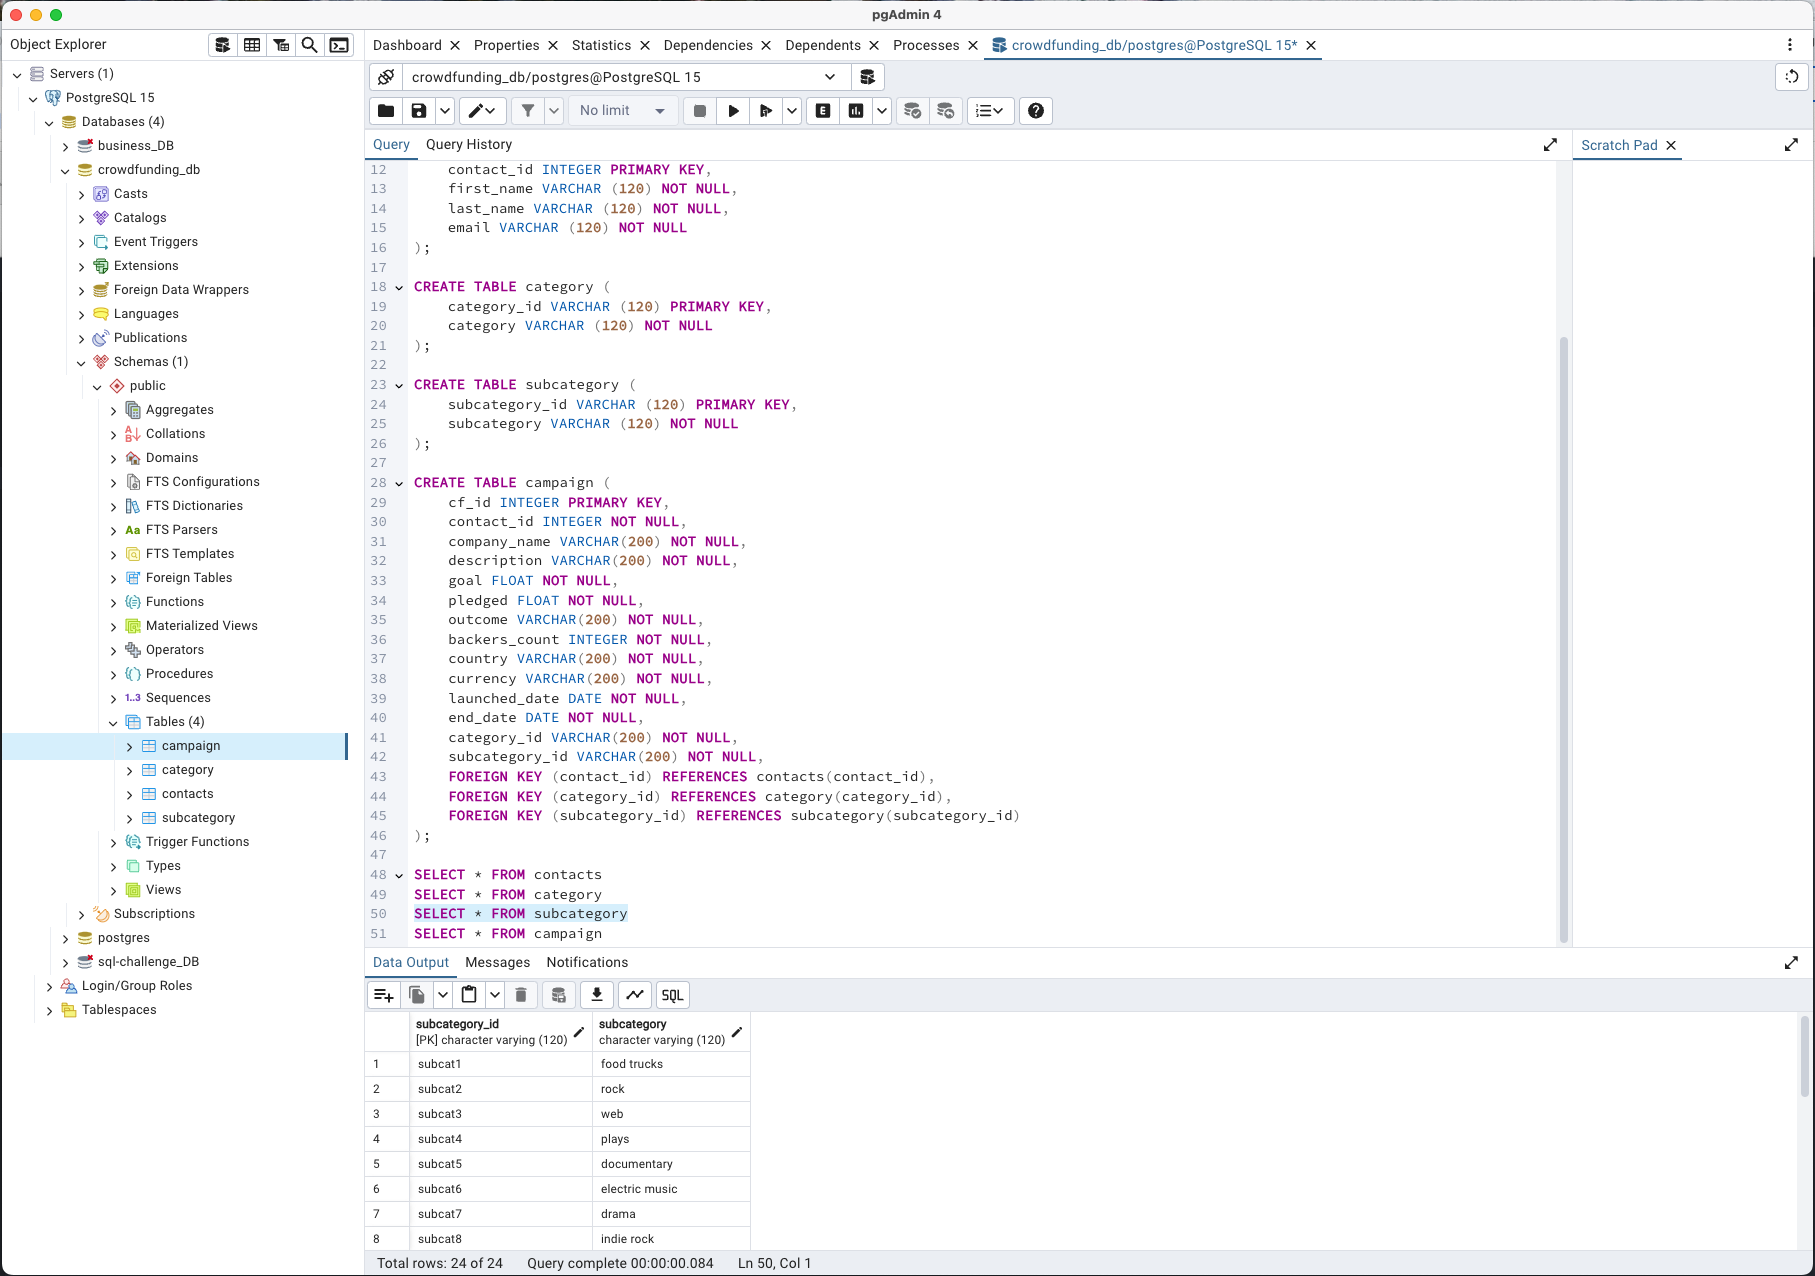 pgAdmin 4
Object Explorer
Dashboard
Properties
Statistics
Dependencies
Dependents
Processes
crowdfunding_db/postgres@PostgreSQL 15*
Servers (1)
PostgreSQL 15
Databases (4)
business_DB
crowdfunding_db
Casts
Catalogs
Event Triggers
Extensions
Foreign Data Wrappers
Languages
Publications
Schemas (1)
public
Aggregates
Collations
Domains
FTS Configurations
FTS Dictionaries
Aa FTS Parsers
FTS Templates
Foreign Tables
Functions
Materialized Views
Operators
Procedures
1..3 Sequences
Tables (4)
campaign
category
contacts
subcategory
Trigger Functions
Types
Views
Subscriptions
postgres
sql-challenge_DB
Login/Group Roles
Tablespaces
crowdfunding_db/postgres@PostgreSQL 15
No limit
E
Query
Query History
Scratch Pad
12 contact_id INTEGER PRIMARY KEY,
13 first_name VARCHAR (120) NOT NULL,
14 last_name VARCHAR (120) NOT NULL,
15 email VARCHAR (120) NOT NULL
16 );
17
18 CREATE TABLE category (
19 category_id VARCHAR (120) PRIMARY KEY,
20 category VARCHAR (120) NOT NULL
21 );
22
23 CREATE TABLE subcategory (
24 subcategory_id VARCHAR (120) PRIMARY KEY,
25 subcategory VARCHAR (120) NOT NULL
26 );
27
28 CREATE TABLE campaign (
29 cf_id INTEGER PRIMARY KEY,
30 contact_id INTEGER NOT NULL,
31 company_name VARCHAR(200) NOT NULL,
32 description VARCHAR(200) NOT NULL,
33 goal FLOAT NOT NULL,
34 pledged FLOAT NOT NULL,
35 outcome VARCHAR(200) NOT NULL,
36 backers_count INTEGER NOT NULL,
37 country VARCHAR(200) NOT NULL,
38 currency VARCHAR(200) NOT NULL,
39 launched_date DATE NOT NULL,
40 end_date DATE NOT NULL,
41 category_id VARCHAR(200) NOT NULL,
42 subcategory_id VARCHAR(200) NOT NULL,
43 FOREIGN KEY (contact_id) REFERENCES contacts(contact_id),
44 FOREIGN KEY (category_id) REFERENCES category(category_id),
45 FOREIGN KEY (subcategory_id) REFERENCES subcategory(subcategory_id)
46 );
47
48 SELECT * FROM contacts
49 SELECT * FROM category
50 SELECT * FROM subcategory
51 SELECT * FROM campaign
Data Output
Messages
Notifications
SQL
subcategory_id
[PK] character varying (120)
subcategory
character varying (120)
1 subcat1 food trucks
2 subcat2 rock
3 subcat3 web
4 subcat4 plays
5 subcat5 documentary
6 subcat6 electric music
7 subcat7 drama
8 subcat8 indie rock
Total rows: 24 of 24
Query complete 00:00:00.084
Ln 50, Col 1